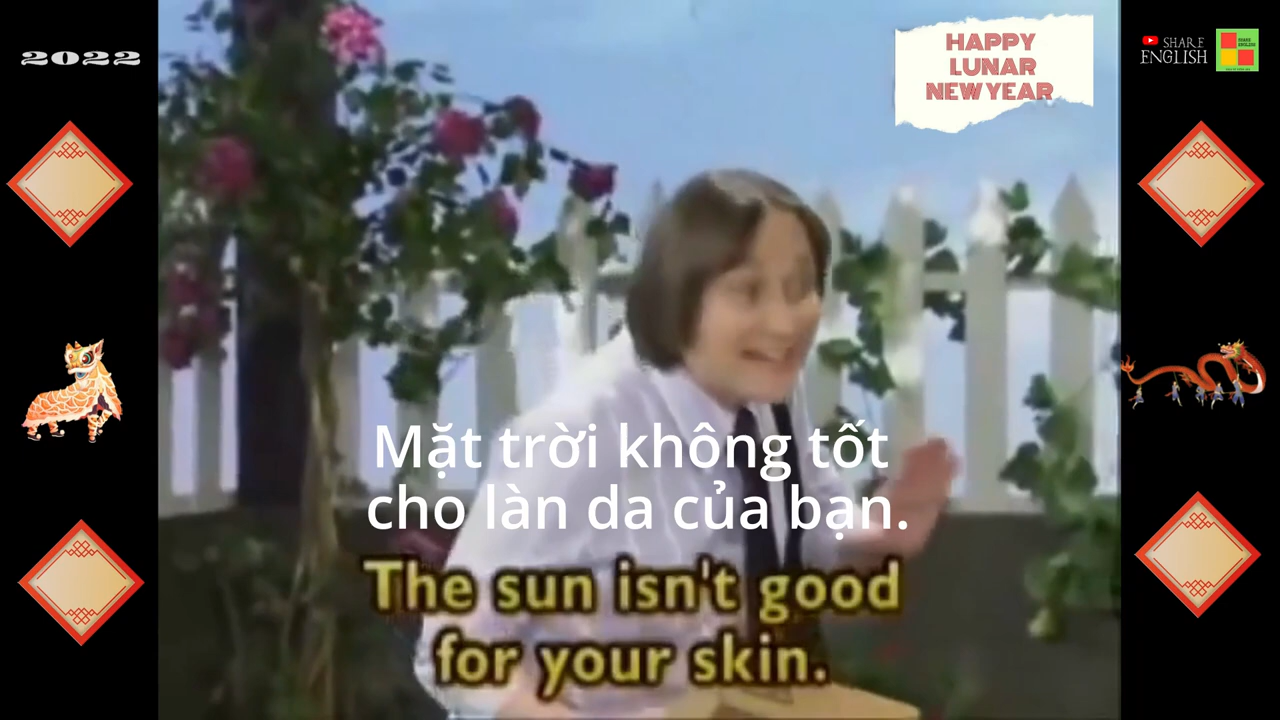 2022
HAPPY
LUNAR
NEW YEAR
SHARE
ENGLISH
Mặt trời không tốt
cho làn da của bạn.
The sun isn't good
for your skin.